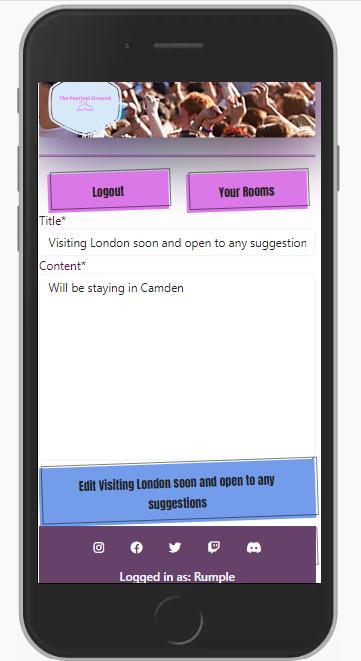 The Festival Ground
Logout
Your Rooms
Title*
Visiting London soon and open to any suggestion
Content*
Will be staying in Camden
Edit Visiting London soon and open to any
suggestions
Logged in as: Rumple